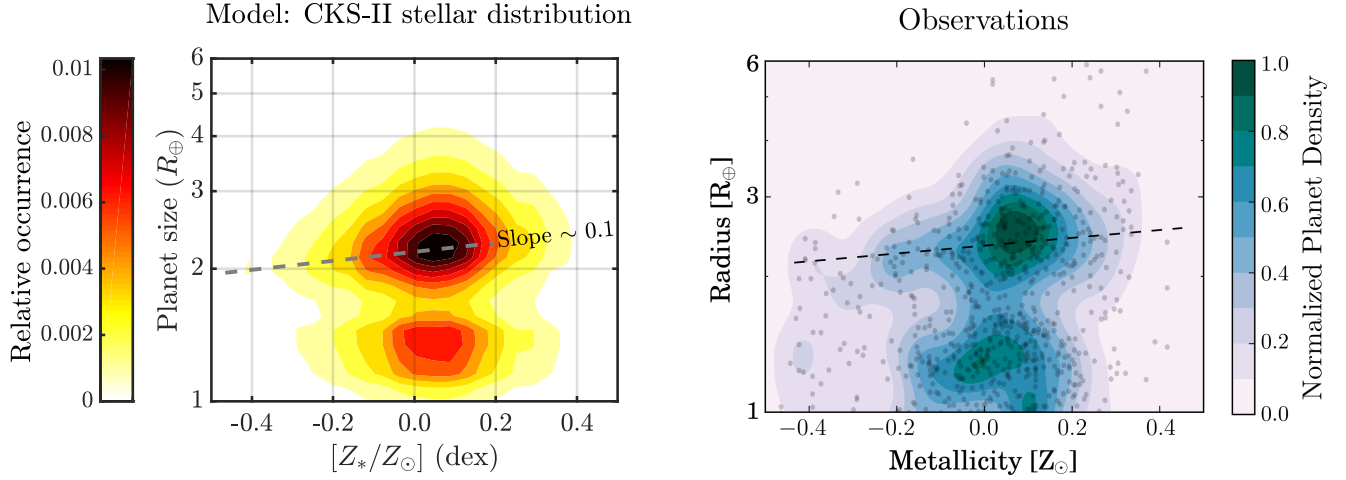 Model: CKS-II stellar distribution
Relative occurrence
0.01
0.008
0.006
0.004
0.002
0
Planet size (R⊕)
6
5
4
3
2
1
Slope ~ 0.1
-0.4 -0.2 0.0 0.2 0.4
[Z*/Z⊙] (dex)
Observations
Radius [R⊕]
6
3
1
−0.4 −0.2 0.0 0.2 0.4
Metallicity [Z⊙]
1.0
0.8
0.6
0.4
0.2
0.0
Normalized Planet Density